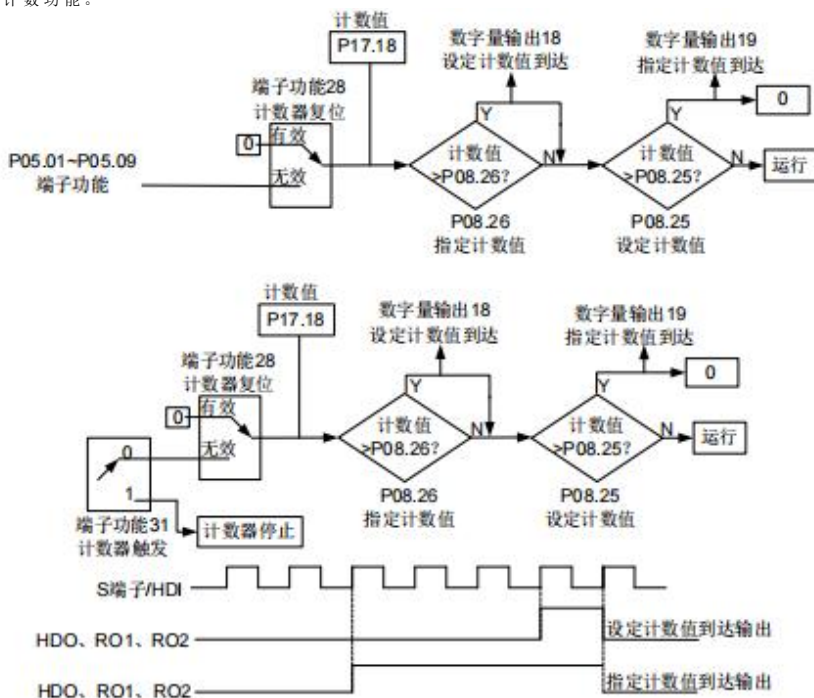 计数功能。
计数值
P17.18
数字量输出18
设定计数值到达
数字量输出19
指定计数值到达
端子功能28
计数器复位
0
有效
无效
P05.01~P05.09
端子功能
Y
计数值
>P08.26?
N
P08.26
指定计数值
Y
0
计数值
>P08.25?
N
运行
P08.25
设定计数值
计数值
P17.18
数字量输出18
设定计数值到达
数字量输出19
指定计数值到达
端子功能28
计数器复位
0
有效
无效
0
1
端子功能31
计数器触发
计数器停止
Y
计数值
>P08.26?
N
P08.26
指定计数值
Y
0
计数值
>P08.25?
N
运行
P08.25
设定计数值
S端子/HDI
HDO、RO1、RO2
设定计数值到达输出
HDO、RO1、RO2
指定计数值到达输出